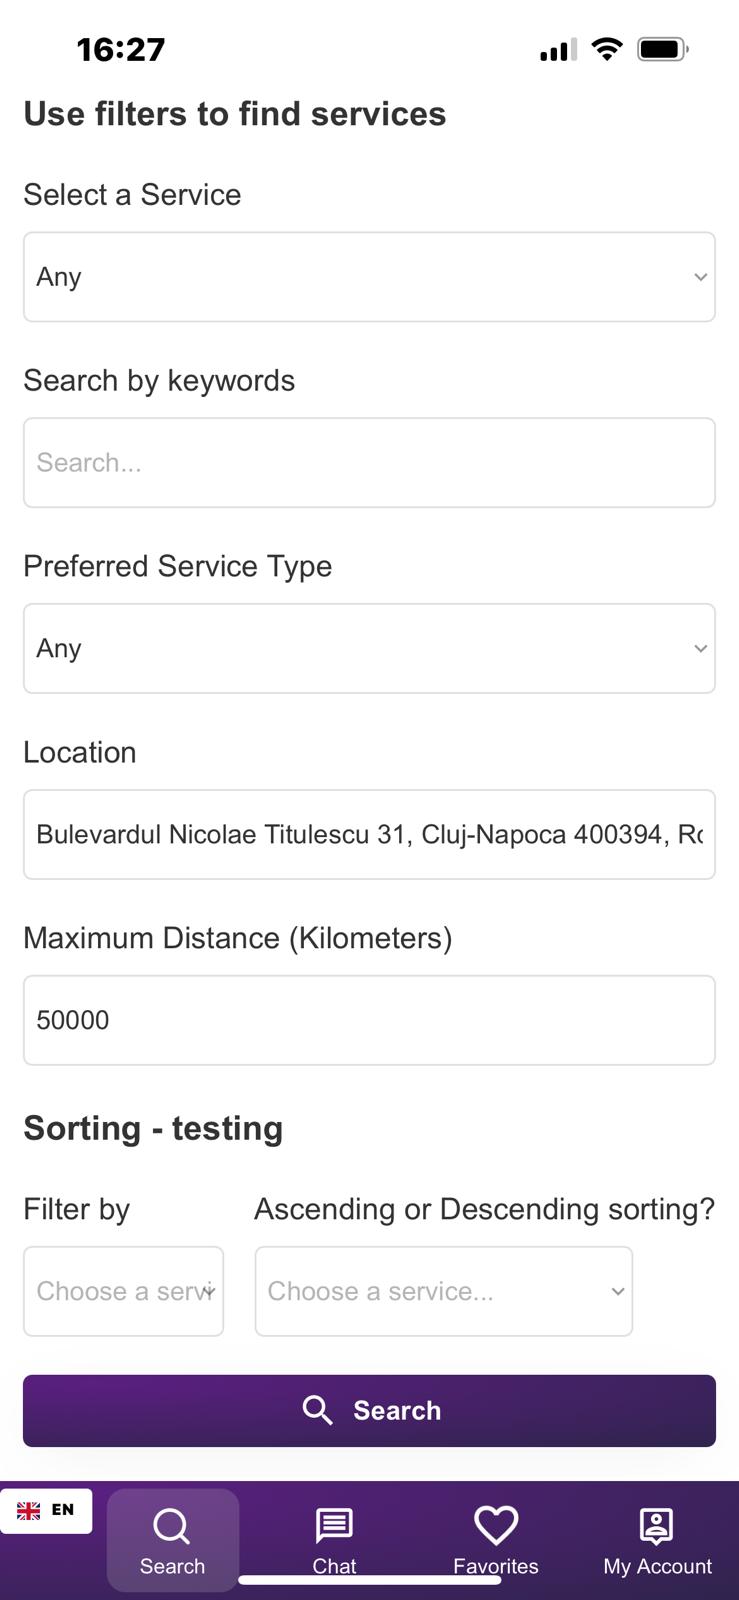 16:27
Use filters to find services
Select a Service
Any
Search by keywords
Search...
Preferred Service Type
Any
Location
Bulevardul Nicolae Titulescu 31, Cluj-Napoca 400394, Ro
Maximum Distance (Kilometers)
50000
Sorting - testing
Filter by
Ascending or Descending sorting?
Choose a servi
Choose a service...
Search
EN
Search
Chat
Favorites
My Account